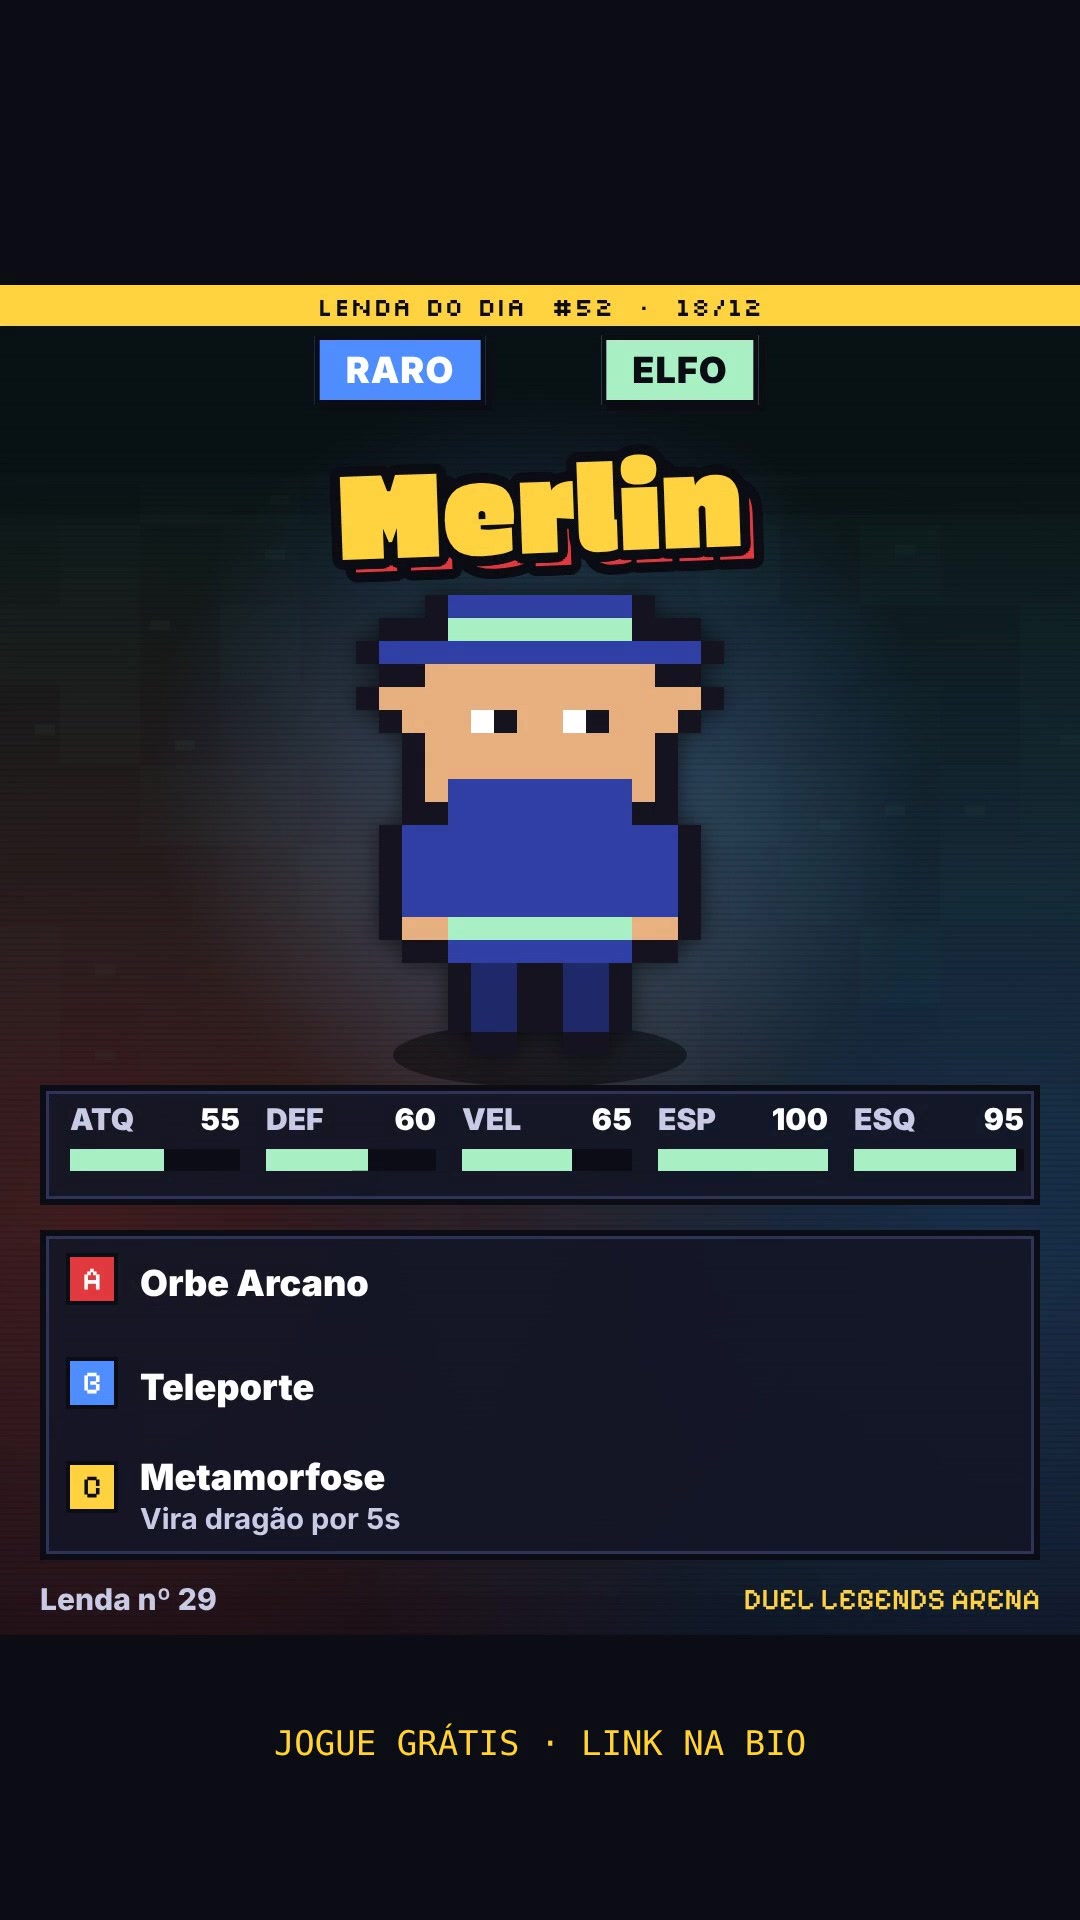 LENDA DO DIA #52 · 18/12
RARO ELFO
Merlin
ATQ 55 DEF 60 VEL 65 ESP 100 ESQ 95
A Orbe Arcano
B Teleporte
C Metamorfose
Vira dragão por 5s
Lenda nº 29 DUEL LEGENDS ARENA
JOGUE GRÁTIS · LINK NA BIO